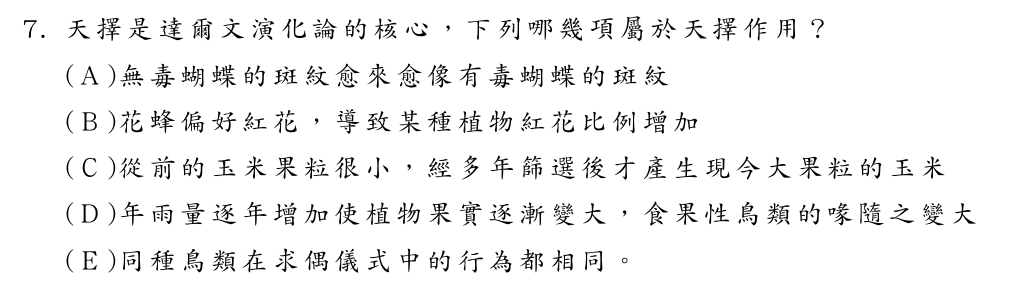 7. 天擇是達爾文演化論的核心，下列哪幾項屬於天擇作用？
(A)無毒蝴蝶的斑紋愈來愈像有毒蝴蝶的斑紋
(B)花蜂偏好紅花，導致某種植物紅花比例增加
(C)從前的玉米果粒很小，經多年篩選後才產生現今大果粒的玉米
(D)年雨量逐年增加使植物果實逐漸變大，食果性鳥類的喙隨之變大
(E)同種鳥類在求偶儀式中的行為都相同。